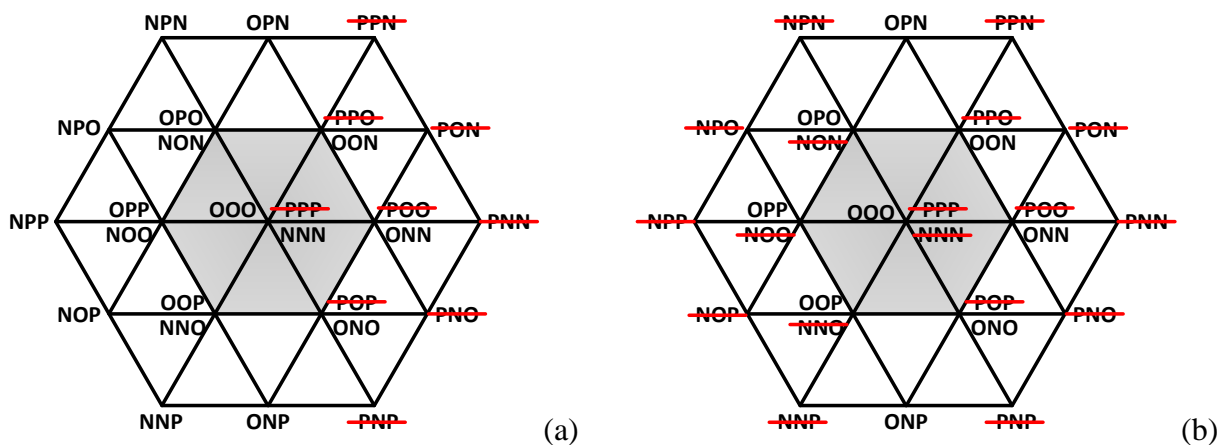 NPN OPN PPN NPN OPN PPN
OPO PPO OPO PPO
NPO PON NPO PON
NON OON NON OON
OPP OOO PPP POO OPP OOO PPP POO
NPP PNN NPP PNN
NOO NNN ONN NOO NNN ONN
OOP POP OOP POP
NOP PNO NOP PNO
NNO ONO NNO ONO
NNP ONP PNP (a) NNP ONP PNP (b)